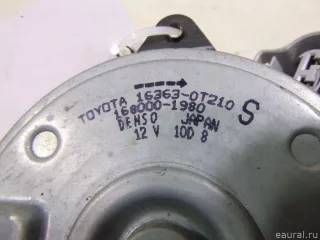 TOYOTA 16363-0T210
168000-1980 S
DENSO JAPAN
12 V 10D 8
eaural.ru